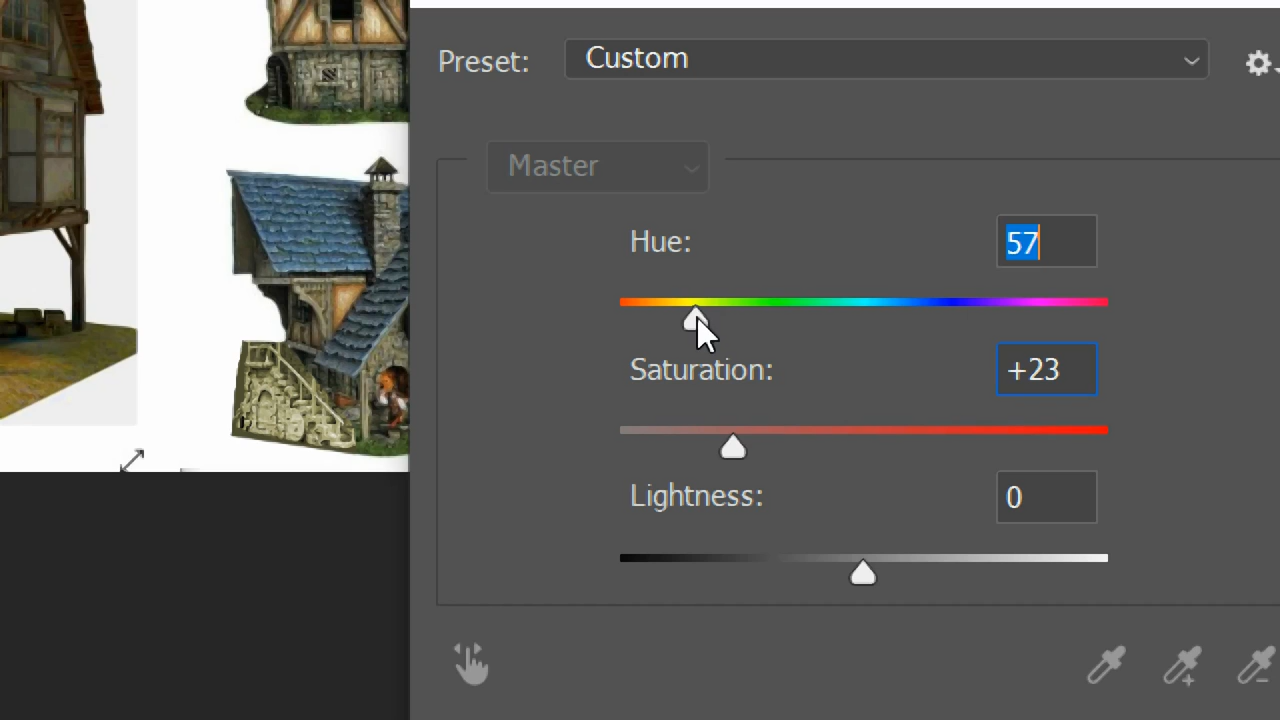 Preset:
Custom
Master
Hue:
57
Saturation:
+23
Lightness:
0